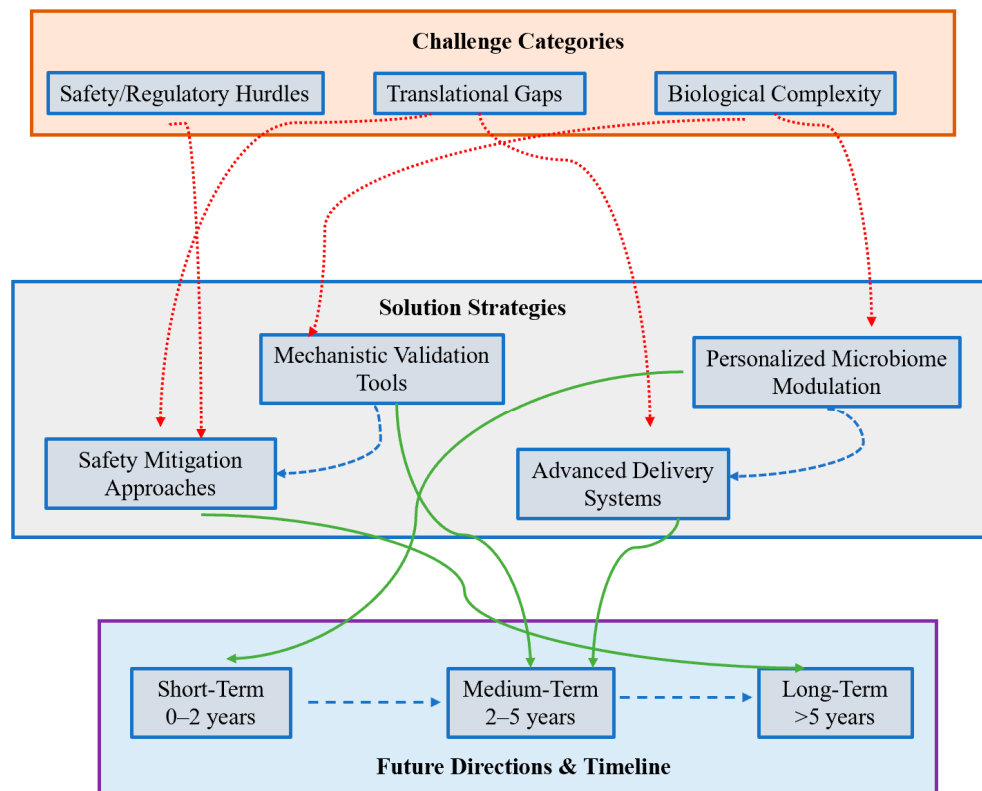 Challenge Categories
Safety/Regulatory Hurdles
Translational Gaps
Biological Complexity
Solution Strategies
Mechanistic Validation
Tools
Personalized Microbiome
Modulation
Safety Mitigation
Approaches
Advanced Delivery
Systems
Short-Term
0–2 years
Medium-Term
2–5 years
Long-Term
>5 years
Future Directions & Timeline